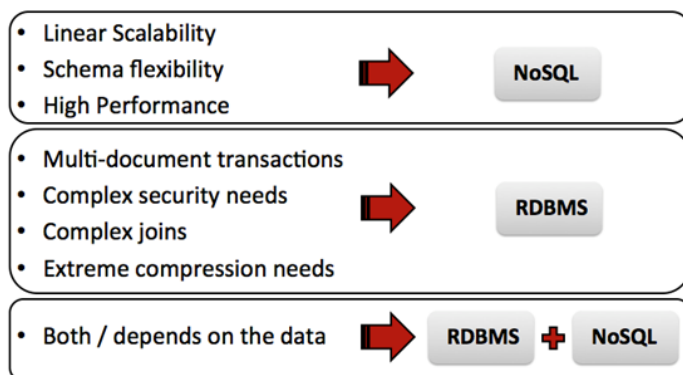 • Linear Scalability
• Schema flexibility
• High Performance
NoSQL
• Multi-document transactions
• Complex security needs
• Complex joins
• Extreme compression needs
RDBMS
• Both / depends on the data
RDBMS + NoSQL